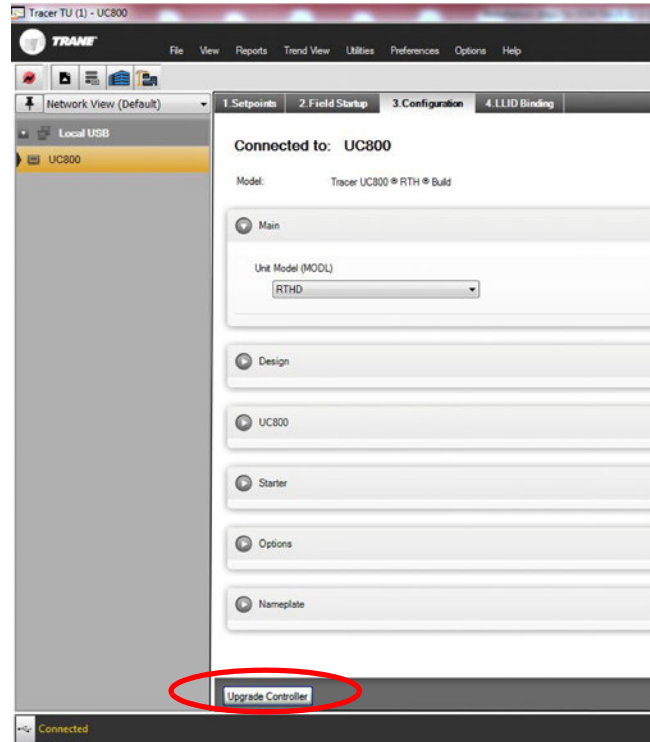 Tracer TU (1) - UC800
TRANE
File View Reports Trend View Utilities Preferences Options Help
Network View (Default)
1.Setpoints 2.Field Startup 3.Configuration 4.LLID Binding
Local USB
UC800
Connected to: UC800
Model: Tracer UC800 ® RTH ® Build
Main
Unit Model (MODL)
RTHD
Design
UC800
Starter
Options
Nameplate
Upgrade Controller
Connected